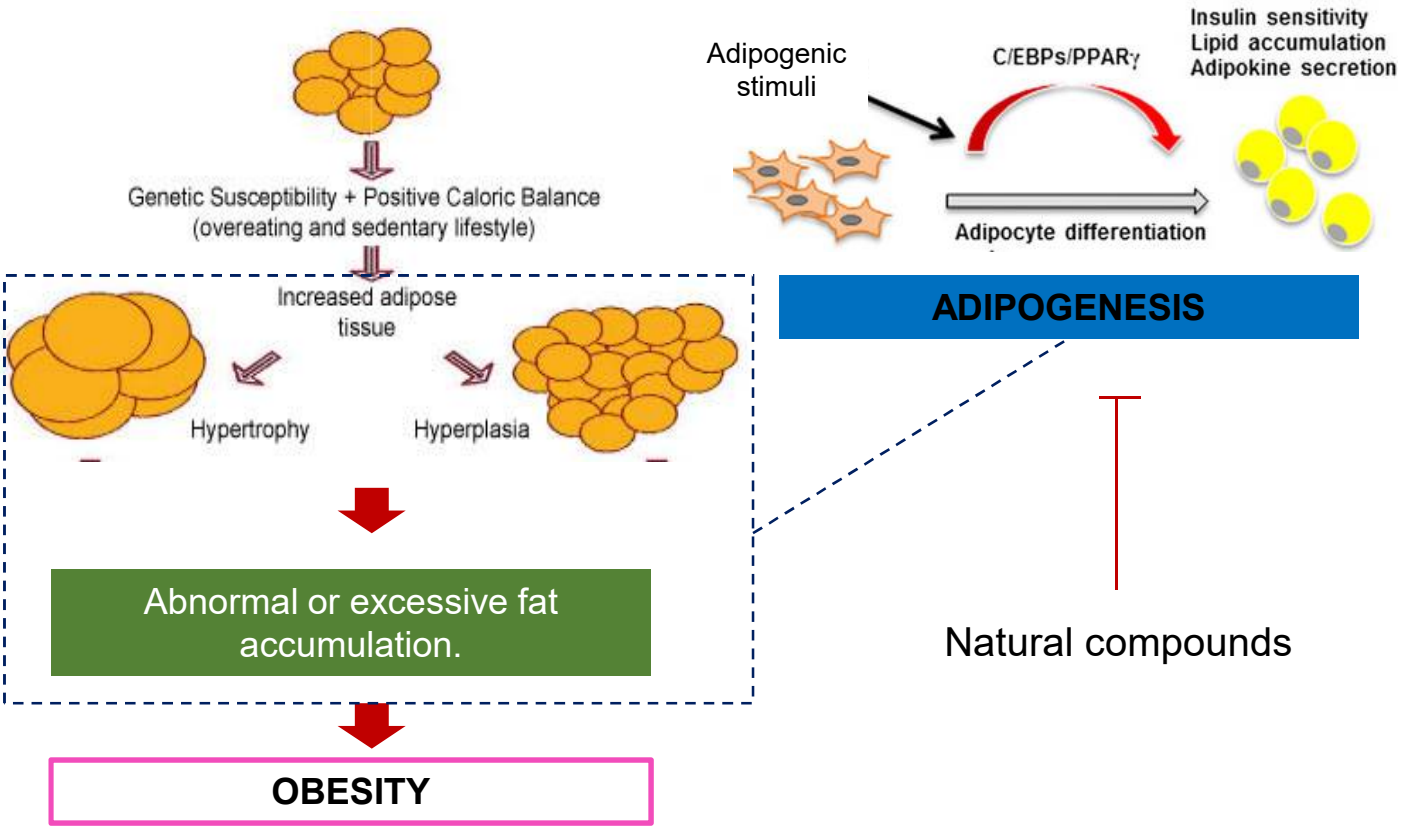 Genetic Susceptibility + Positive Caloric Balance
(overeating and sedentary lifestyle)
Increased adipose
tissue
Hypertrophy
Hyperplasia
Abnormal or excessive fat
accumulation.
OBESITY
Adipogenic
stimuli
C/EBPs/PPARγ
Insulin sensitivity
Lipid accumulation
Adipokine secretion
Adipocyte differentiation
ADIPOGENESIS
Natural compounds